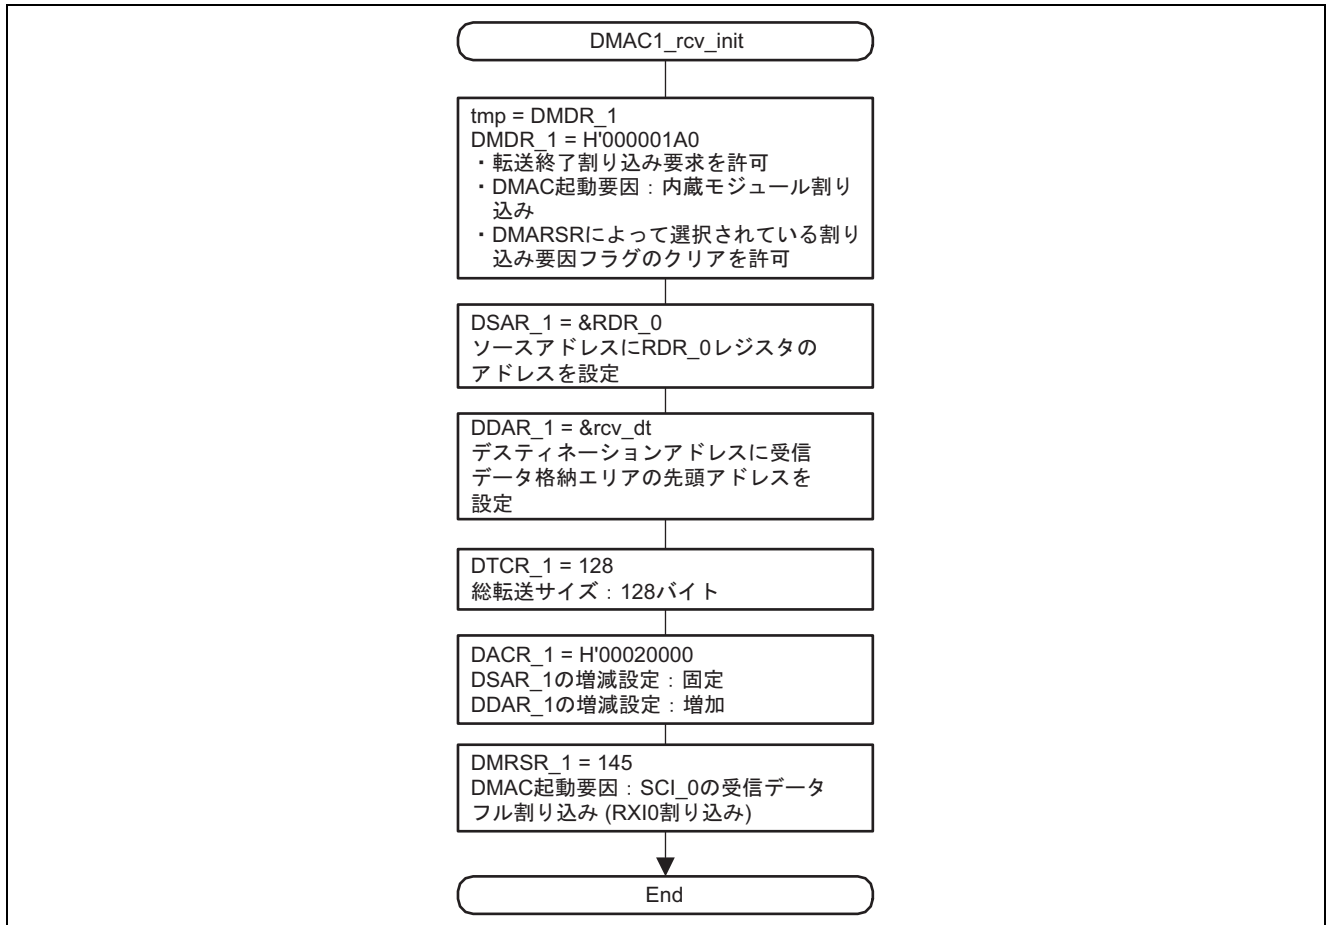 DMAC1_rcv_init
tmp = DMDR_1
DMDR_1 = H'000001A0
・転送終了割り込み要求を許可
・DMAC起動要因：内蔵モジュール割り
込み
・DMARSRによって選択されている割り
込み要因フラグのクリアを許可
DSAR_1 = &RDR_0
ソースアドレスにRDR_0レジスタの
アドレスを設定
DDAR_1 = &rcv_dt
デスティネーションアドレスに受信
データ格納エリアの先頭アドレスを
設定
DTCR_1 = 128
総転送サイズ：128バイト
DACR_1 = H'00020000
DSAR_1の増減設定：固定
DDAR_1の増減設定：増加
DMRSR_1 = 145
DMAC起動要因：SCI_0の受信データ
フル割り込み (RXI0割り込み)
End